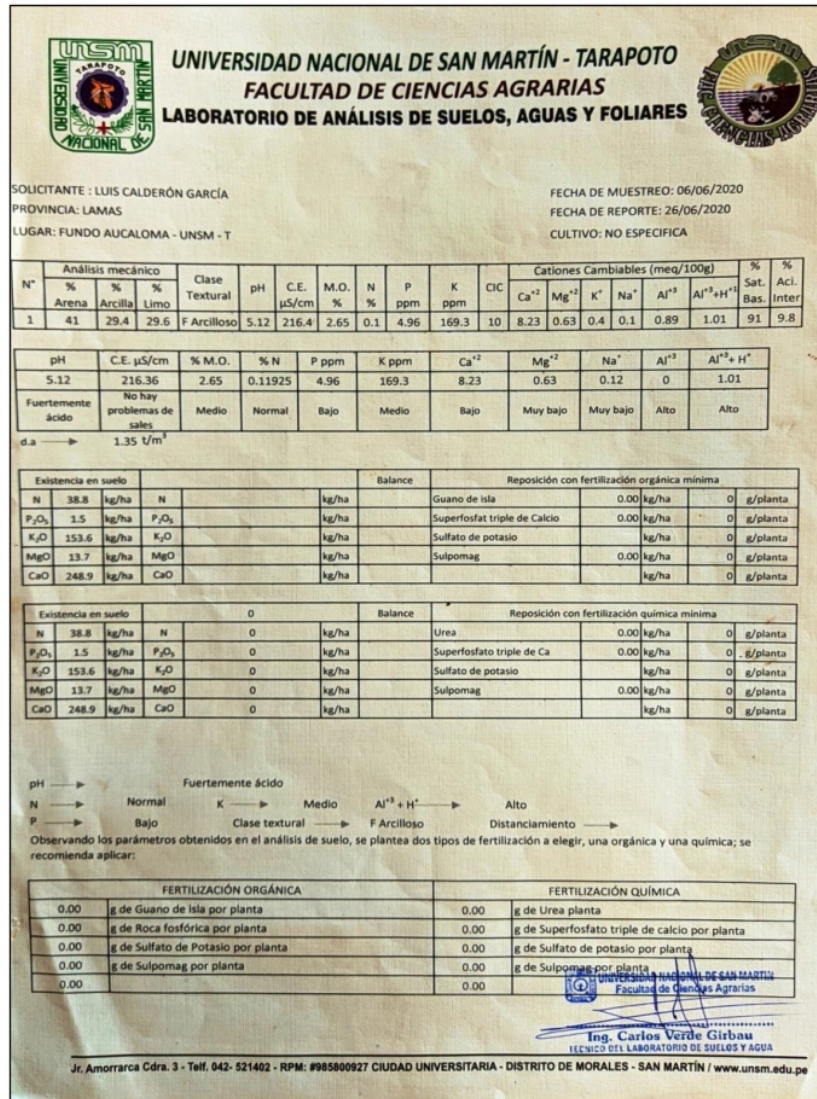 UNSM
TARAPOTO
UNIVERSIDAD NACIONAL DE SAN MARTÍN
UNIVERSIDAD NACIONAL DE SAN MARTÍN - TARAPOTO
FACULTAD DE CIENCIAS AGRARIAS
LABORATORIO DE ANÁLISIS DE SUELOS, AGUAS Y FOLIARES
UNSM
CIENCIAS AGRARIAS
SOLICITANTE : LUIS CALDERÓN GARCÍA FECHA DE MUESTREO: 06/06/2020
PROVINCIA: LAMAS FECHA DE REPORTE: 26/06/2020
LUGAR: FUNDO AUCALOMA - UNSM - T CULTIVO: NO ESPECIFICA
N° Análisis mecánico Clase Textural pH C.E. µS/cm M.O. % N % P ppm K ppm CIC Cationes Cambiables (meq/100g) % Sat. Bas. % Aci. Inter
% Arena % Arcilla % Limo Ca⁺² Mg⁺² K⁺ Na⁺ Al⁺³ Al⁺³+H⁺¹
1 41 29.4 29.6 F Arcilloso 5.12 216.4 2.65 0.1 4.96 169.3 10 8.23 0.63 0.4 0.1 0.89 1.01 91 9.8
pH C.E. µS/cm % M.O. % N P ppm K ppm Ca⁺² Mg⁺² Na⁺ Al⁺³ Al⁺³+ H⁺
5.12 216.36 2.65 0.11925 4.96 169.3 8.23 0.63 0.12 0 1.01
Fuertemente ácido No hay problemas de sales Medio Normal Bajo Medio Bajo Muy bajo Muy bajo Alto Alto
d.a → 1.35 t/m³
Existencia en suelo Balance Reposición con fertilización orgánica mínima
N 38.8 kg/ha N kg/ha Guano de isla 0.00 kg/ha 0 g/planta
P₂O₅ 1.5 kg/ha P₂O₅ kg/ha Superfosfat triple de Calcio 0.00 kg/ha 0 g/planta
K₂O 153.6 kg/ha K₂O kg/ha Sulfato de potasio kg/ha 0 g/planta
MgO 13.7 kg/ha MgO kg/ha Sulpomag 0.00 kg/ha 0 g/planta
CaO 248.9 kg/ha CaO kg/ha kg/ha 0 g/planta
Existencia en suelo 0 Balance Reposición con fertilización química mínima
N 38.8 kg/ha N 0 kg/ha Urea 0.00 kg/ha 0 g/planta
P₂O₅ 1.5 kg/ha P₂O₅ 0 kg/ha Superfosfato triple de Ca 0.00 kg/ha 0 g/planta
K₂O 153.6 kg/ha K₂O 0 kg/ha Sulfato de potasio kg/ha 0 g/planta
MgO 13.7 kg/ha MgO 0 kg/ha Sulpomag 0.00 kg/ha 0 g/planta
CaO 248.9 kg/ha CaO 0 kg/ha kg/ha 0 g/planta
pH → Fuertemente ácido
N → Normal K → Medio Al⁺³ + H⁺ → Alto
P → Bajo Clase textural → F Arcilloso Distanciamiento →
Observando los parámetros obtenidos en el análisis de suelo, se plantea dos tipos de fertilización a elegir, una orgánica y una química; se
recomienda aplicar:
FERTILIZACIÓN ORGÁNICA FERTILIZACIÓN QUÍMICA
0.00 g de Guano de Isla por planta 0.00 g de Urea planta
0.00 g de Roca fosfórica por planta 0.00 g de Superfosfato triple de calcio por planta
0.00 g de Sulfato de Potasio por planta 0.00 g de Sulfato de potasio por planta
0.00 g de Sulpomag por planta 0.00 g de Sulpomag por planta
0.00 0.00
UNIVERSIDAD NACIONAL DE SAN MARTIN
Facultad de Ciencias Agrarias
Ing. Carlos Verde Girbau
TECNICO DEL LABORATORIO DE SUELOS Y AGUA
Jr. Amorrarca Cdra. 3 - Telf. 042- 521402 - RPM: #985800927 CIUDAD UNIVERSITARIA - DISTRITO DE MORALES - SAN MARTÍN / www.unsm.edu.pe